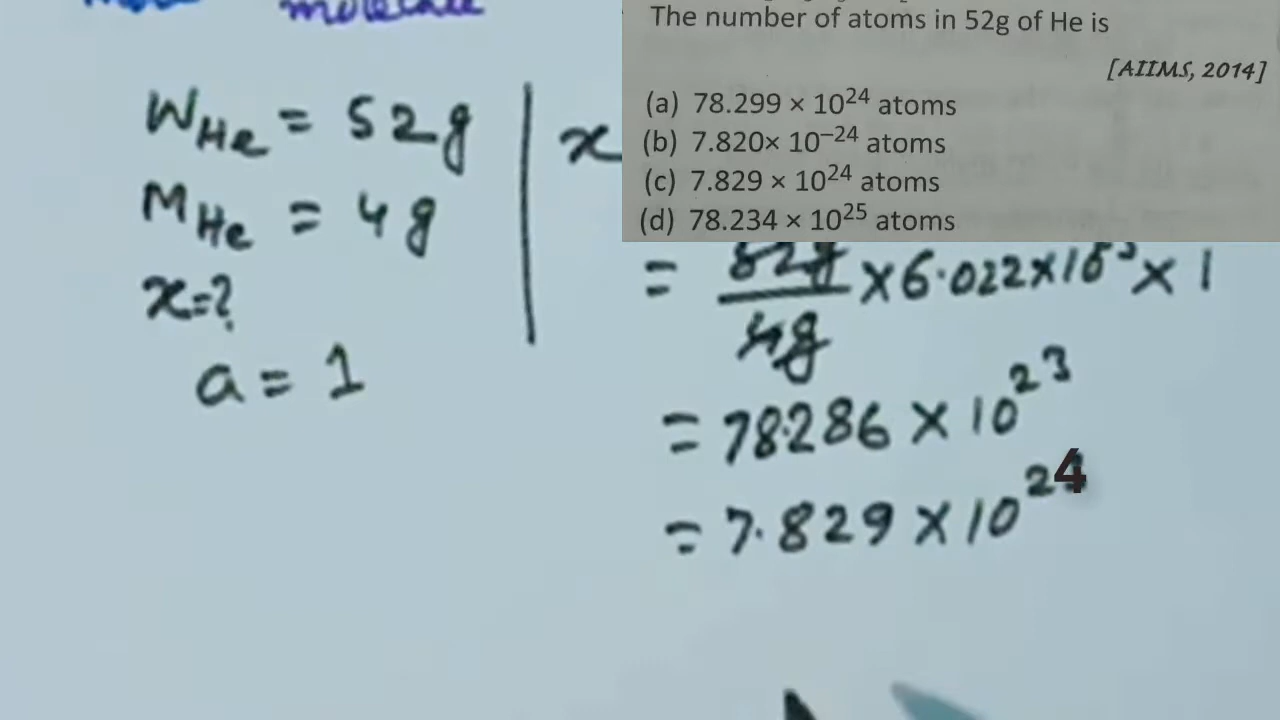 molecule
The number of atoms in 52g of He is
[AIIMS, 2014]
(a) 78.299 × 10²⁴ atoms
(b) 7.820× 10⁻²⁴ atoms
(c) 7.829 × 10²⁴ atoms
(d) 78.234 × 10²⁵ atoms
W_He = 52g
M_He = 4g
x=?
a = 1
x
= 52g/4g × 6.022×10²³ × 1
= 78.286 × 10²³
= 7.829 × 10²⁴